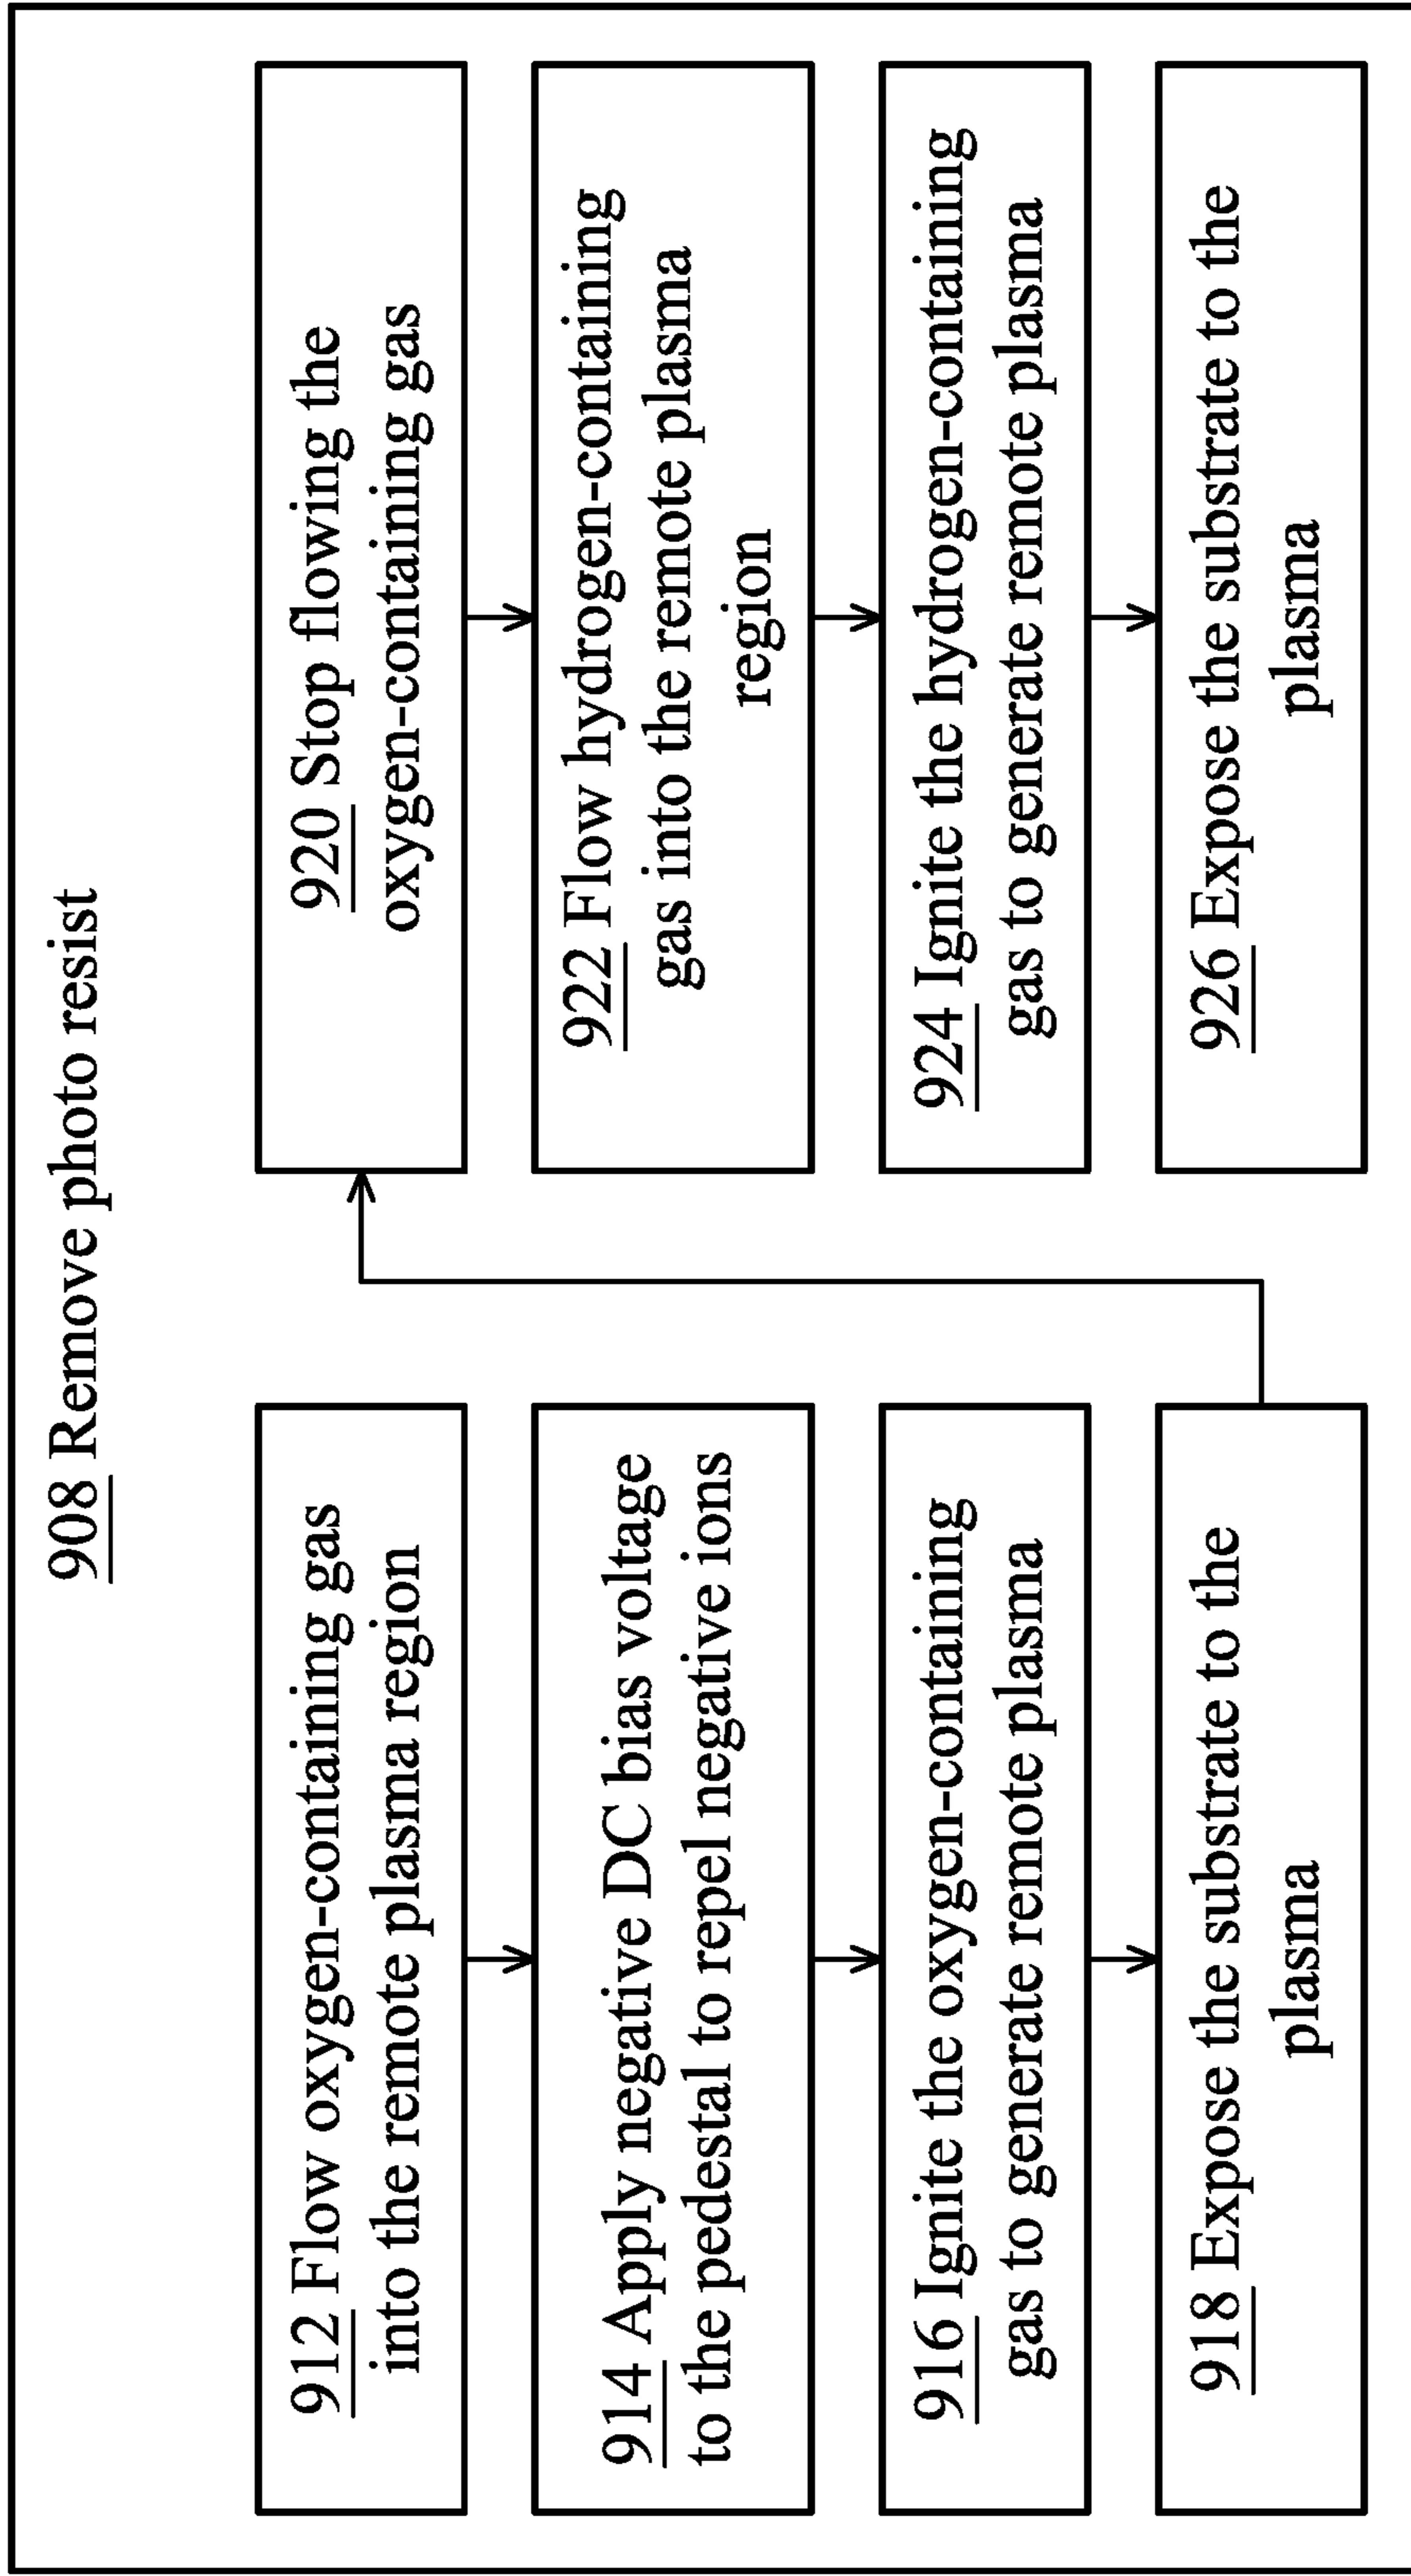 908 Remove photo resist
912 Flow oxygen-containing gas
into the remote plasma region
914 Apply negative DC bias voltage
to the pedestal to repel negative ions
916 Ignite the oxygen-containing
gas to generate remote plasma
918 Expose the substrate to the
plasma
920 Stop flowing the
oxygen-containing gas
922 Flow hydrogen-containing
gas into the remote plasma
region
924 Ignite the hydrogen-containing
gas to generate remote plasma
926 Expose the substrate to the
plasma